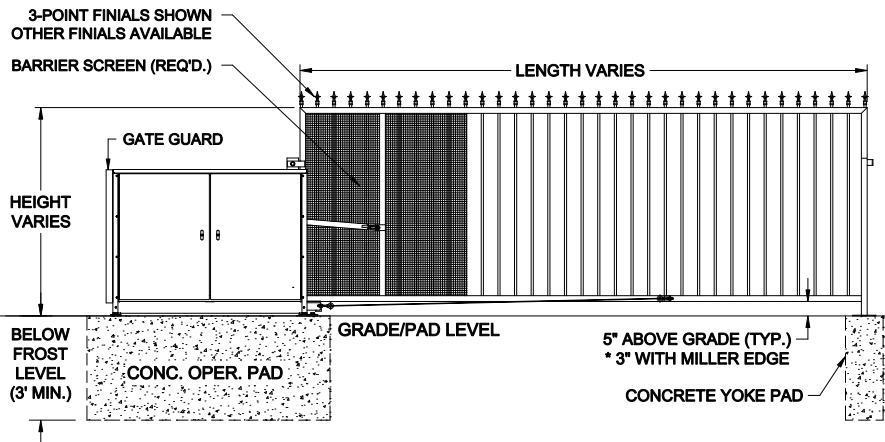 3-POINT FINIALS SHOWN
OTHER FINIALS AVAILABLE
BARRIER SCREEN (REQ'D.)
LENGTH VARIES
GATE GUARD
HEIGHT
VARIES
GRADE/PAD LEVEL
BELOW
FROST
LEVEL
(3' MIN.)
CONC. OPER. PAD
5" ABOVE GRADE (TYP.)
* 3" WITH MILLER EDGE
CONCRETE YOKE PAD